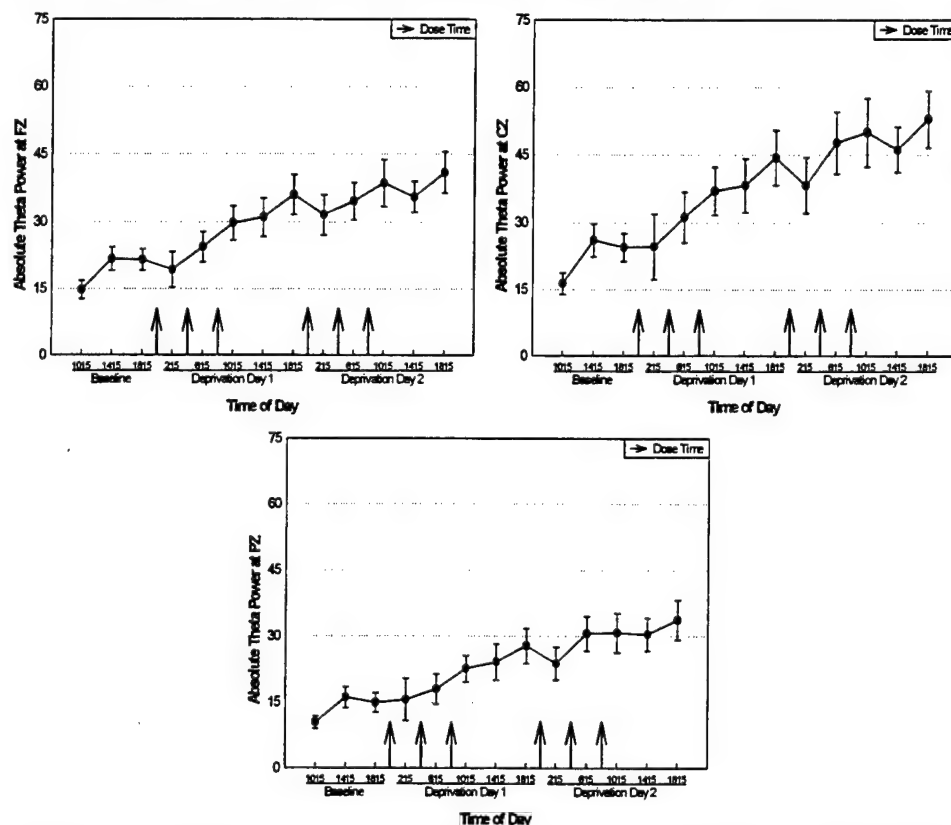 75
60
45
30
15
0
Absolute Theta Power at FZ
Dose Time
1015 1415 1815 215 615 1015 1415 1815 215 615 1015 1415 1815
Baseline Deprivation Day 1 Deprivation Day 2
Time of Day
75
60
45
30
15
0
Absolute Theta Power at CZ
Dose Time
1015 1415 1815 215 615 1015 1415 1815 215 615 1015 1415 1815
Baseline Deprivation Day 1 Deprivation Day 2
Time of Day
75
60
45
30
15
0
Absolute Theta Power at PZ
Dose Time
1015 1415 1815 215 615 1015 1415 1815 215 615 1015 1415 1815
Baseline Deprivation Day 1 Deprivation Day 2
Time of Day